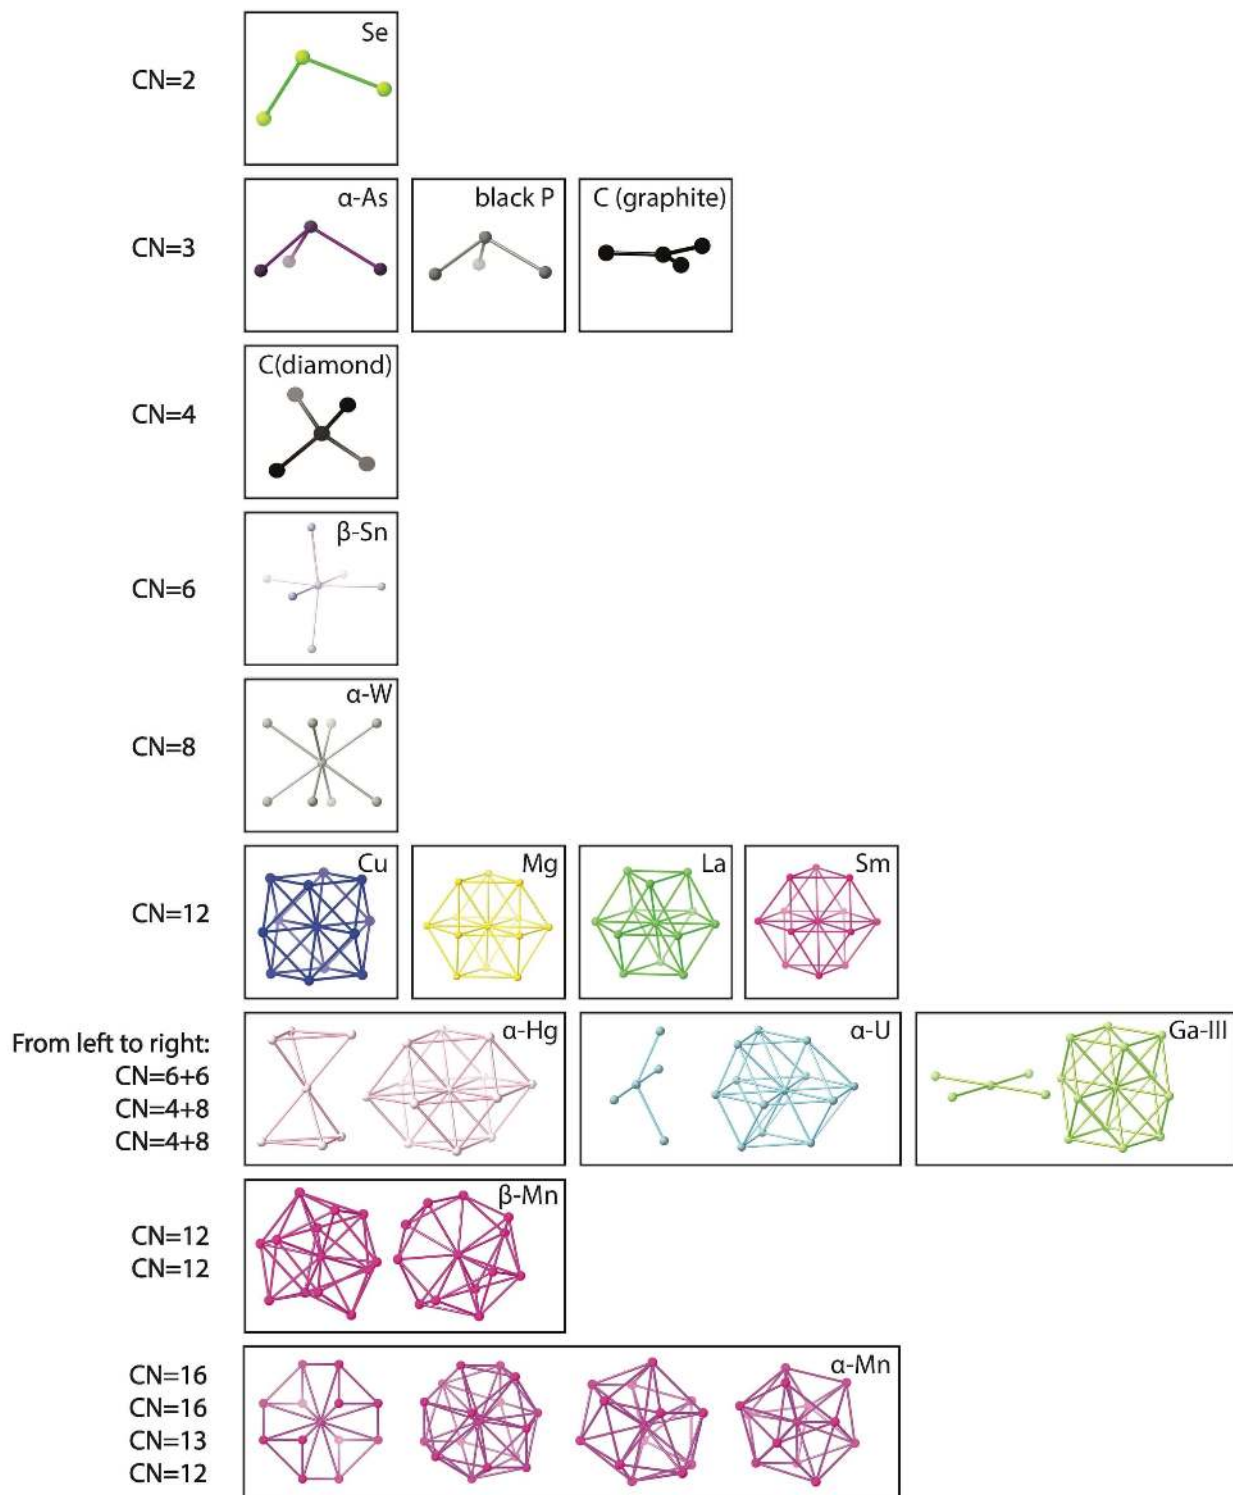 Se
CN=2
α-As
black P
C (graphite)
CN=3
C(diamond)
CN=4
β-Sn
CN=6
α-W
CN=8
Cu
Mg
La
Sm
CN=12
α-Hg
α-U
Ga-III
From left to right:
CN=6+6
CN=4+8
CN=4+8
β-Mn
CN=12
CN=12
α-Mn
CN=16
CN=16
CN=13
CN=12